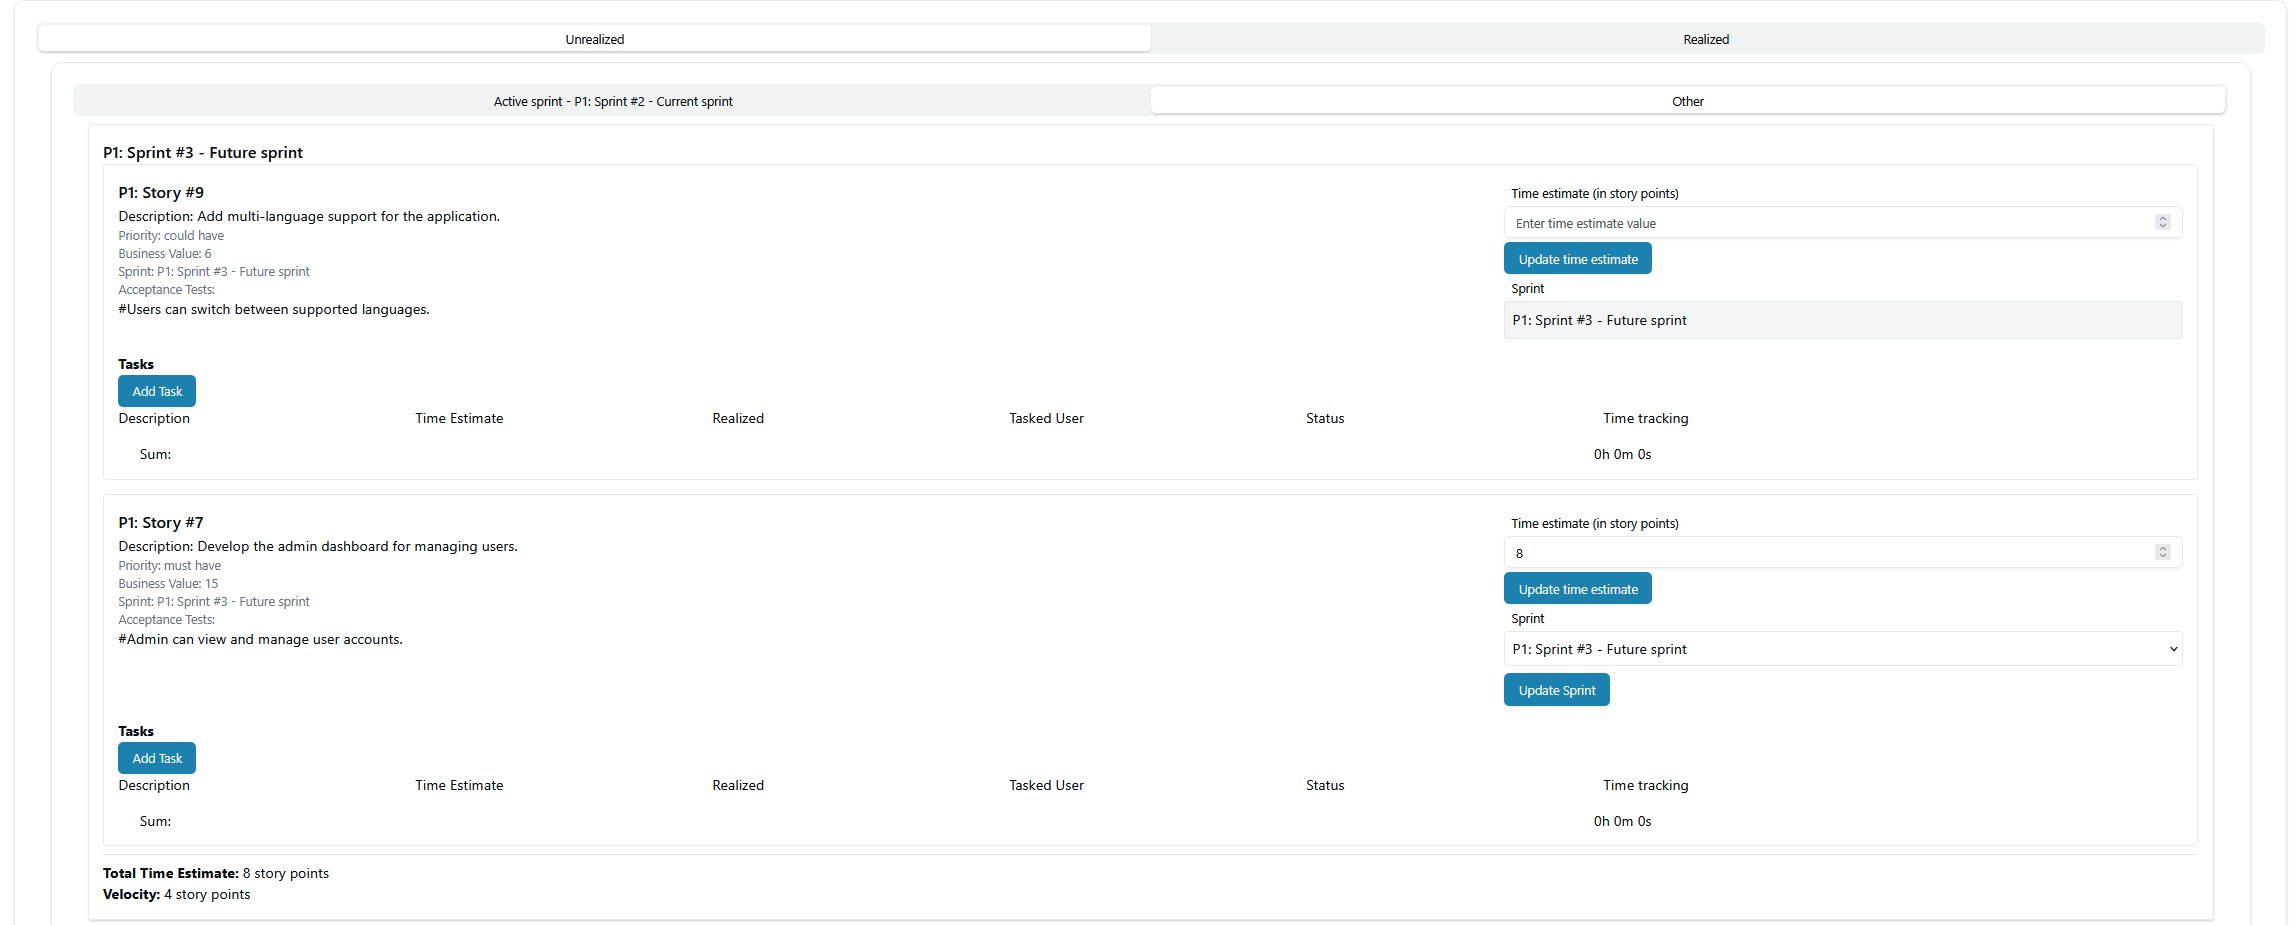 Unrealized
Realized
Active sprint - P1: Sprint #2 - Current sprint
Other
P1: Sprint #3 - Future sprint
P1: Story #9
Description: Add multi-language support for the application.
Priority: could have
Business Value: 6
Sprint: P1: Sprint #3 - Future sprint
Acceptance Tests:
#Users can switch between supported languages.
Time estimate (in story points)
Enter time estimate value
Update time estimate
Sprint
P1: Sprint #3 - Future sprint
Tasks
Add Task
Description Time Estimate Realized Tasked User Status Time tracking
Sum: 0h 0m 0s
P1: Story #7
Description: Develop the admin dashboard for managing users.
Priority: must have
Business Value: 15
Sprint: P1: Sprint #3 - Future sprint
Acceptance Tests:
#Admin can view and manage user accounts.
Time estimate (in story points)
8
Update time estimate
Sprint
P1: Sprint #3 - Future sprint
Update Sprint
Tasks
Add Task
Description Time Estimate Realized Tasked User Status Time tracking
Sum: 0h 0m 0s
Total Time Estimate: 8 story points
Velocity: 4 story points